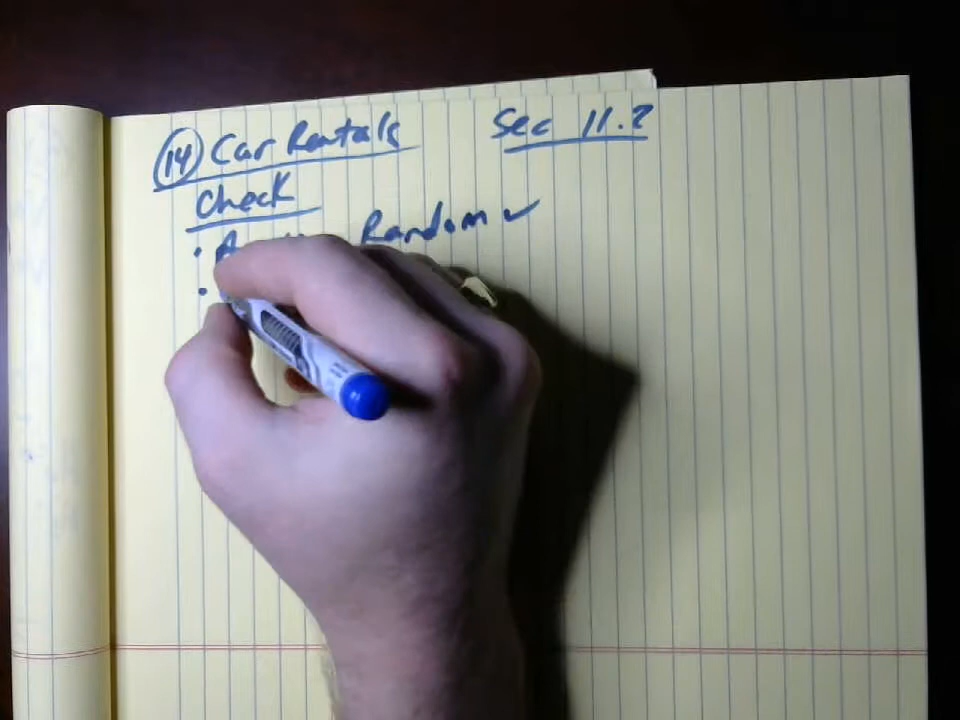 14 Car Rentals Sec 11.2
Check
• Random ✓
•